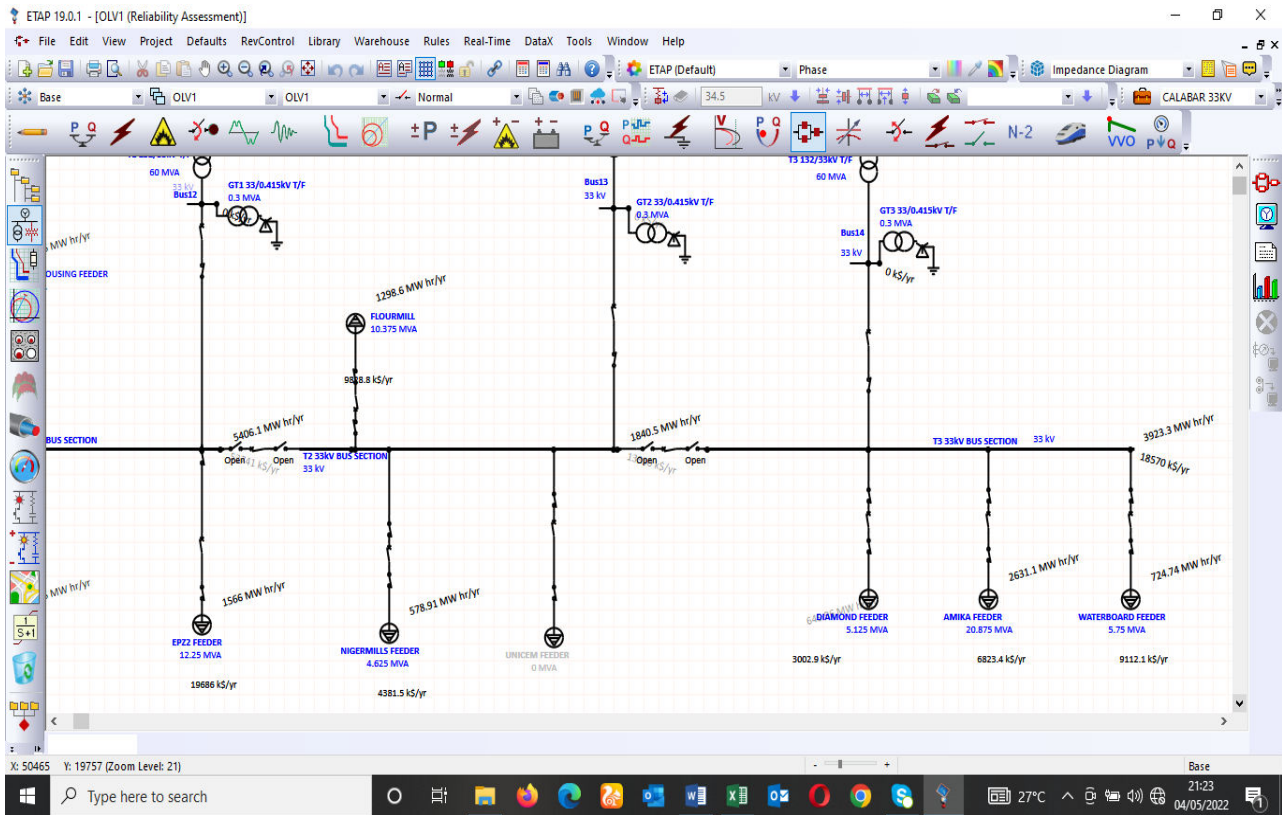 ETAP 19.0.1 - [OLV1 (Reliability Assessment)]
File Edit View Project Defaults RevControl Library Warehouse Rules Real-Time DataX Tools Window Help
ETAP (Default) Phase Impedance Diagram
Base OLV1 OLV1 Normal 34.5 kV CALABAR 33KV
N-2 VVO
60 MVA
33 kV
Bus12
GT1 33/0.415kV T/F
0.3 MVA
Bus13
33 kV
GT2 33/0.415kV T/F
0.3 MVA
T3 132/33kV T/F
60 MVA
GT3 33/0.415kV T/F
0.3 MVA
Bus14
33 kV
0 k$/yr
MW hr/yr
OUSING FEEDER
1298.6 MW hr/yr
FLOURMILL
10.375 MVA
5406.1 MW hr/yr
BUS SECTION
Open Open
T2 33kV BUS SECTION
33 kV
1840.5 MW hr/yr
Open Open
T3 33kV BUS SECTION 33 kV
3923.3 MW hr/yr
18570 k$/yr
MW hr/yr
1566 MW hr/yr
EPZ2 FEEDER
12.25 MVA
19686 k$/yr
578.91 MW hr/yr
NIGERMILLS FEEDER
4.625 MVA
4381.5 k$/yr
UNICEM FEEDER
0 MVA
DIAMOND FEEDER
5.125 MVA
3002.9 k$/yr
2631.1 MW hr/yr
AMIKA FEEDER
20.875 MVA
6823.4 k$/yr
724.74 MW hr/yr
WATERBOARD FEEDER
5.75 MVA
9112.1 k$/yr
X: 50465 Y: 19757 (Zoom Level: 21) Base
Type here to search
27°C
21:23
04/05/2022